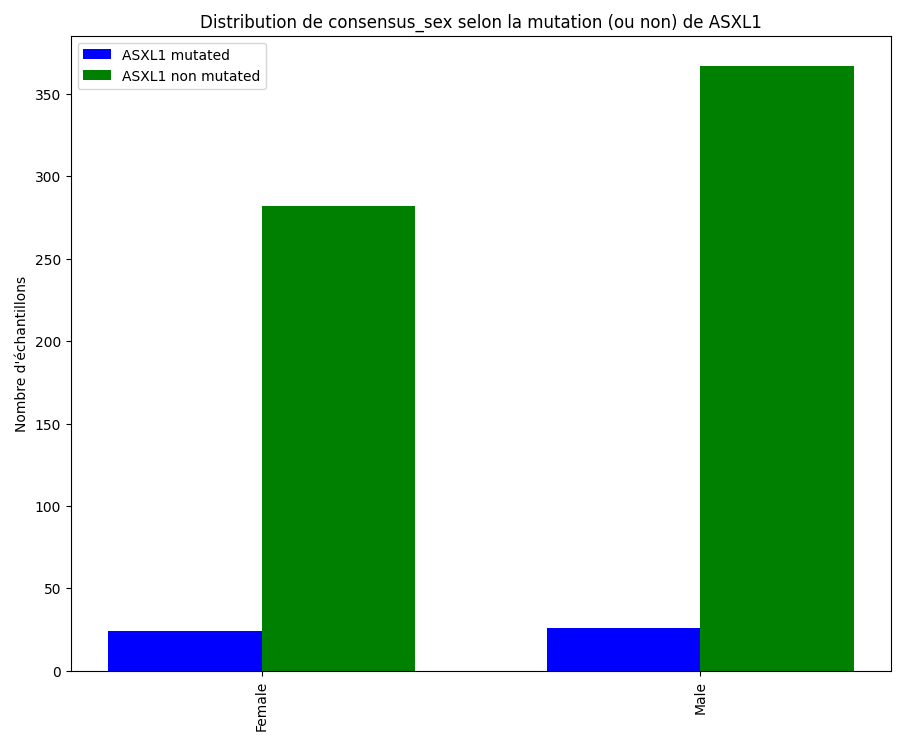 Distribution de consensus_sex selon la mutation (ou non) de ASXL1
ASXL1 mutated
ASXL1 non mutated
350
300
250
200
150
100
50
0
Nombre d'échantillons
Female
Male